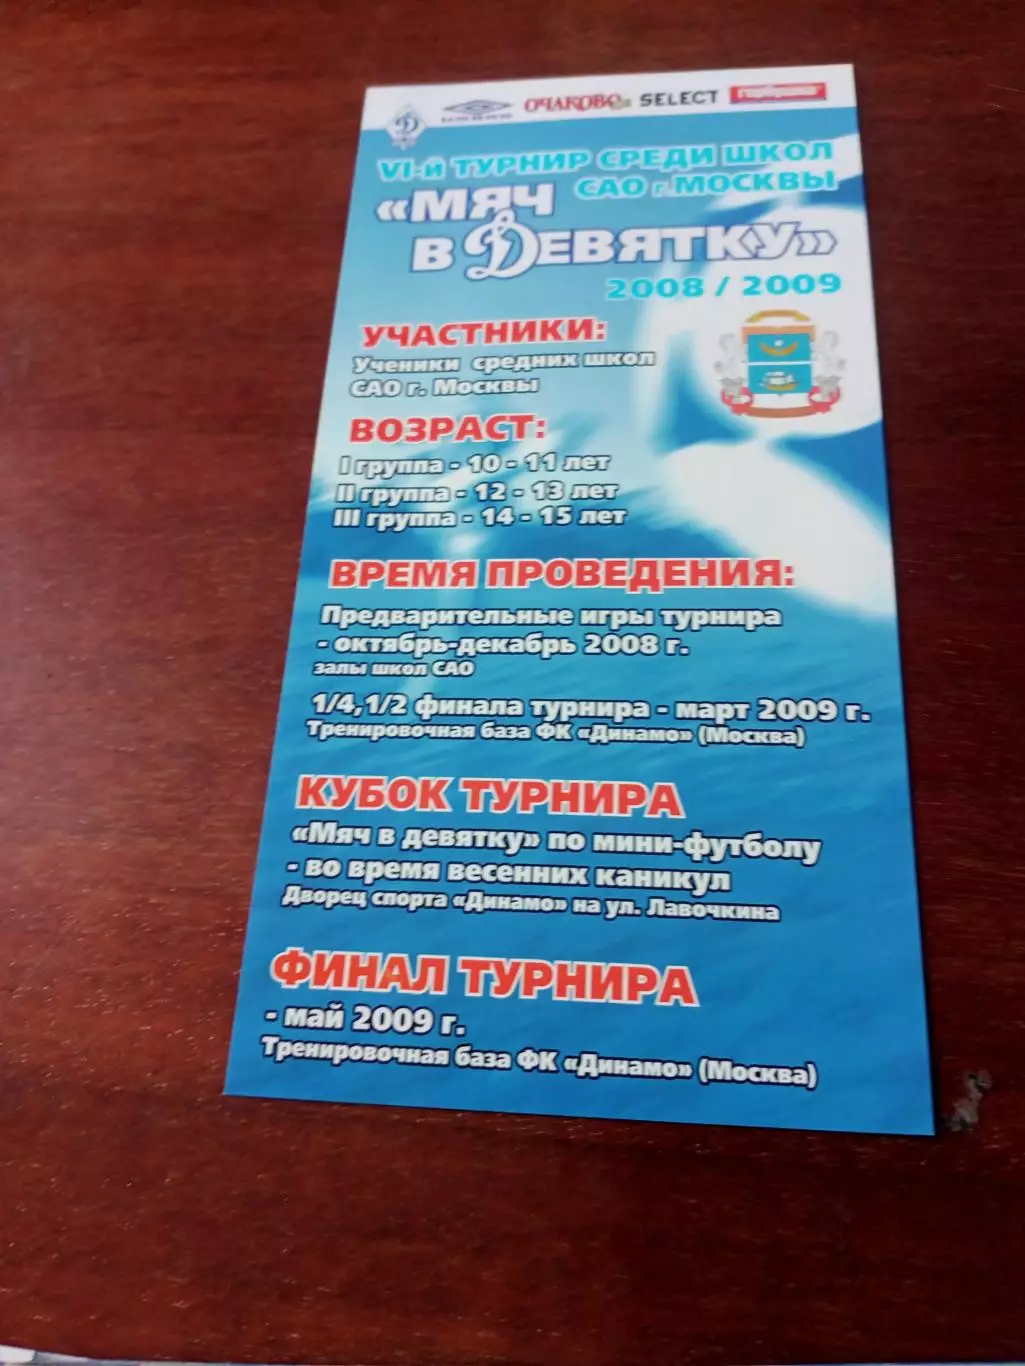 ОЧАКОВО SELECT Горбушка
VI-й ТУРНИР СРЕДИ ШКОЛ
САО г. МОСКВЫ
«МЯЧ
В ДЕВЯТКУ»
2008 / 2009
УЧАСТНИКИ:
Ученики средних школ
САО г. Москвы
ВОЗРАСТ:
I группа - 10 - 11 лет
II группа - 12 - 13 лет
III группа - 14 - 15 лет
ВРЕМЯ ПРОВЕДЕНИЯ:
Предварительные игры турнира
- октябрь-декабрь 2008 г.
залы школ САО
1/4,1/2 финала турнира - март 2009 г.
Тренировочная база ФК «Динамо» (Москва)
КУБОК ТУРНИРА
«Мяч в девятку» по мини-футболу
- во время весенних каникул
Дворец спорта «Динамо» на ул. Лавочкина
ФИНАЛ ТУРНИРА
- май 2009 г.
Тренировочная база ФК «Динамо» (Москва)